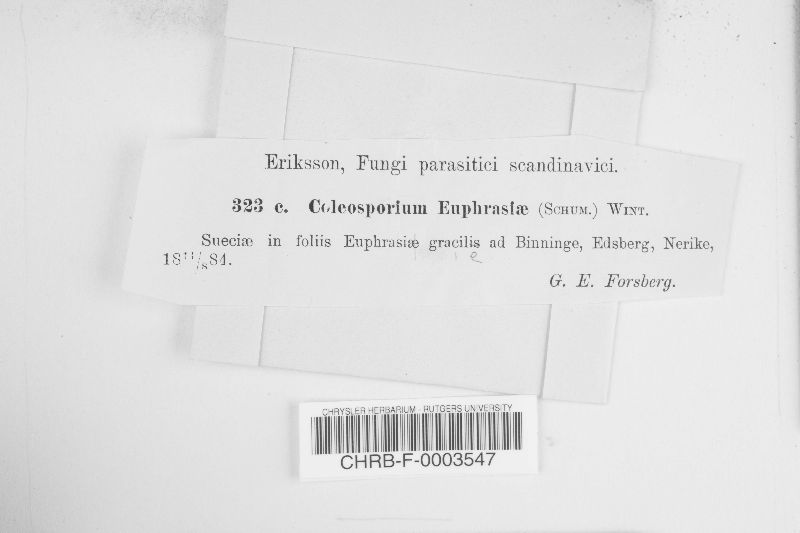 Eriksson, Fungi parasitici scandinavici.
323 c. Coleosporium Euphrasiæ (Schum.) Wint.
Sueciæ in foliis Euphrasiæ gracilis ad Binninge, Edsberg, Nerike,
18 11/8 84.
G. E. Forsberg.
CHRYSLER HERBARIUM - RUTGERS UNIVERSITY
CHRB-F-0003547